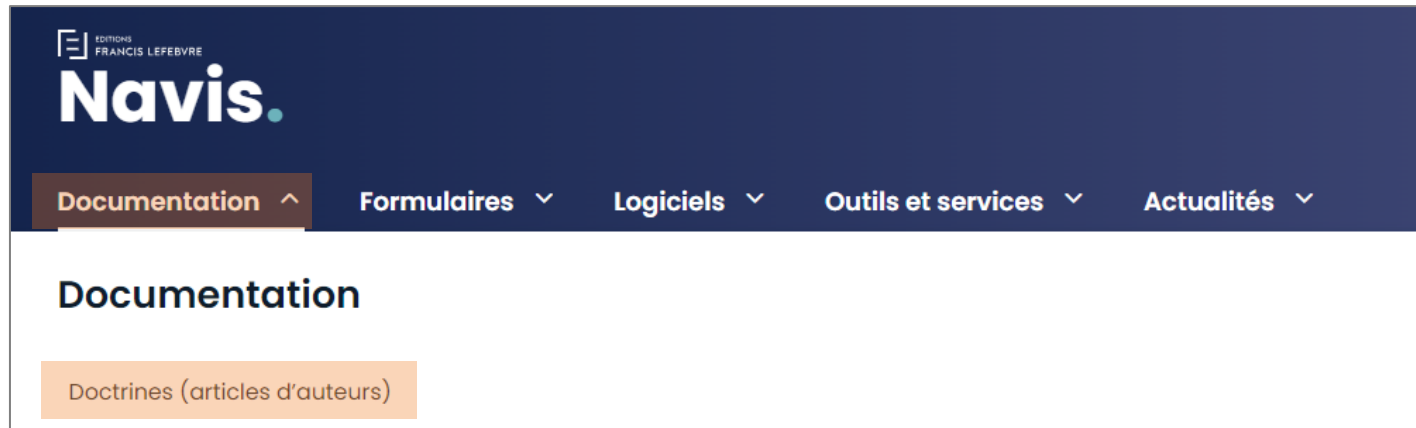 EDITIONS
FRANCIS LEFEBVRE
Navis.
Documentation Formulaires Logiciels Outils et services Actualités
Documentation
Doctrines (articles d'auteurs)